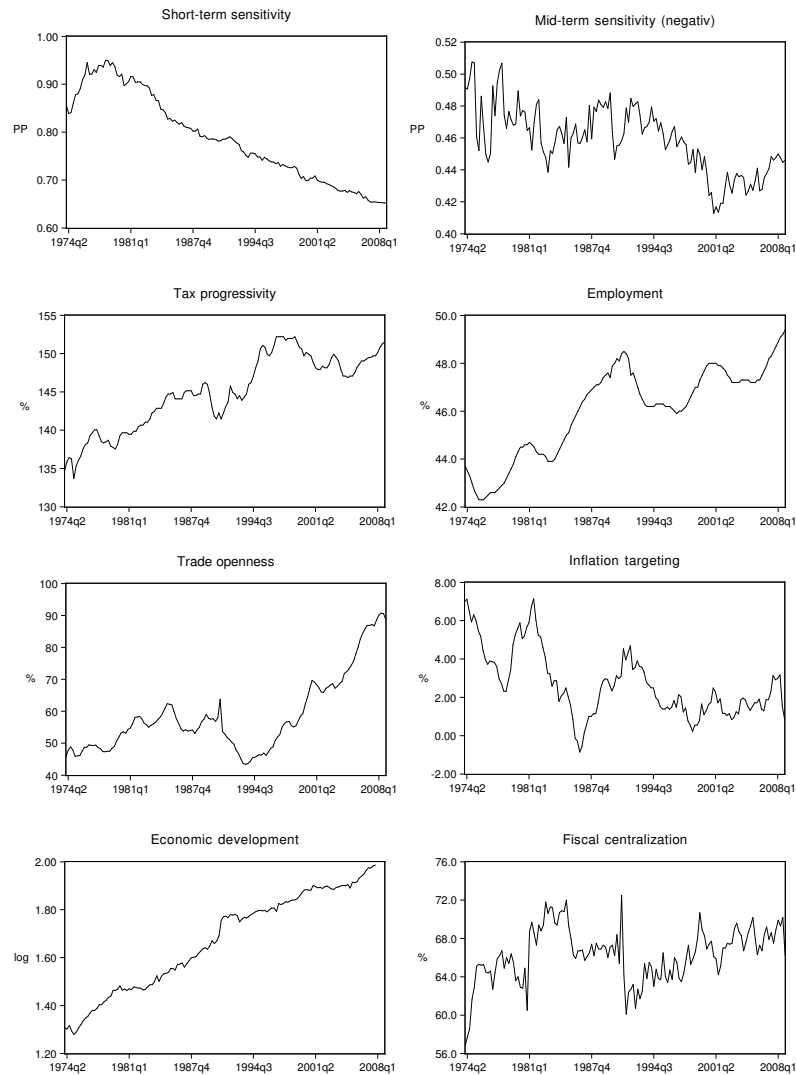 Short-term sensitivity
1.00
0.90
0.80
PP
0.70
0.60
1974q2 1981q1 1987q4 1994q3 2001q2 2008q1
Mid-term sensitivity (negativ)
0.52
0.50
0.48
PP
0.46
0.44
0.42
0.40
1974q2 1981q1 1987q4 1994q3 2001q2 2008q1
Tax progressivity
155
150
145
%
140
135
130
1974q2 1981q1 1987q4 1994q3 2001q2 2008q1
Employment
50.0
48.0
%
46.0
44.0
42.0
1974q2 1981q1 1987q4 1994q3 2001q2 2008q1
Trade openness
100
90
80
70
%
60
50
40
1974q2 1981q1 1987q4 1994q3 2001q2 2008q1
Inflation targeting
8.00
6.00
4.00
%
2.00
0.00
-2.00
1974q2 1981q1 1987q4 1994q3 2001q2 2008q1
Economic development
2.00
1.80
log
1.60
1.40
1.20
1974q2 1981q1 1987q4 1994q3 2001q2 2008q1
Fiscal centralization
76.0
72.0
68.0
%
64.0
60.0
56.0
1974q2 1981q1 1987q4 1994q3 2001q2 2008q1